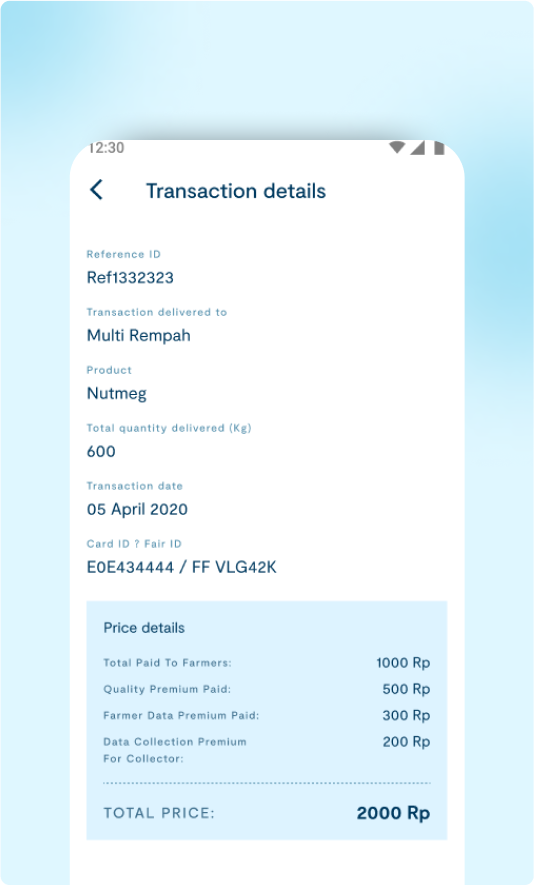 12:30
Transaction details
Reference ID
Ref1332323
Transaction delivered to
Multi Rempah
Product
Nutmeg
Total quantity delivered (Kg)
600
Transaction date
05 April 2020
Card ID ? Fair ID
E0E434444 / FF VLG42K
Price details
Total Paid To Farmers: 1000 Rp
Quality Premium Paid: 500 Rp
Farmer Data Premium Paid: 300 Rp
Data Collection Premium 200 Rp
For Collector:
TOTAL PRICE: 2000 Rp